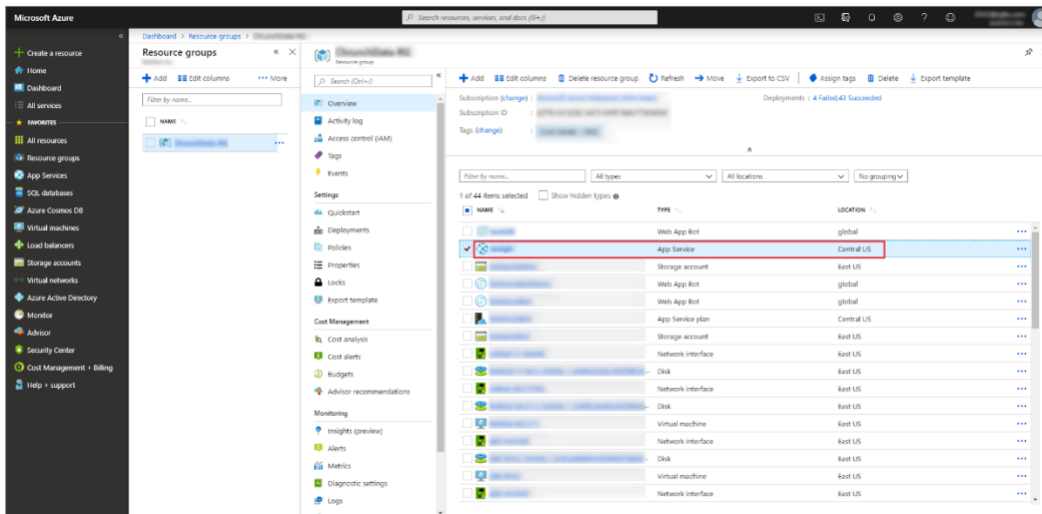 Microsoft Azure
Search resources, services, and docs (G+/)
Dashboard > Resource groups >
Create a resource
Home
Dashboard
All services
FAVORITES
All resources
Resource groups
App Services
SQL databases
Azure Cosmos DB
Virtual machines
Load balancers
Storage accounts
Virtual networks
Azure Active Directory
Monitor
Advisor
Security Center
Cost Management + Billing
Help + support
Resource groups
Add Edit columns More
Filter by name...
NAME
Resource group
Search (Ctrl+/)
Overview
Activity log
Access control (IAM)
Tags
Events
Settings
Quickstart
Deployments
Policies
Properties
Locks
Export template
Cost Management
Cost analysis
Cost alerts
Budgets
Advisor recommendations
Monitoring
Insights (preview)
Alerts
Metrics
Diagnostic settings
Logs
Add Edit columns Delete resource group Refresh Move Export to CSV Assign tags Delete Export template
Subscription (change) : Deployments : 4 Failed,43 Succeeded
Subscription ID :
Tags (change) :
Filter by name... All types All locations No grouping
1 of 44 items selected Show hidden types
NAME TYPE LOCATION
Web App Bot global
App Service Central US
Storage account East US
Web App Bot global
Web App Bot global
App Service plan Central US
Storage account East US
Network interface East US
Disk East US
Network interface East US
Disk East US
Virtual machine East US
Network interface East US
Disk East US
Virtual machine East US
Network interface East US